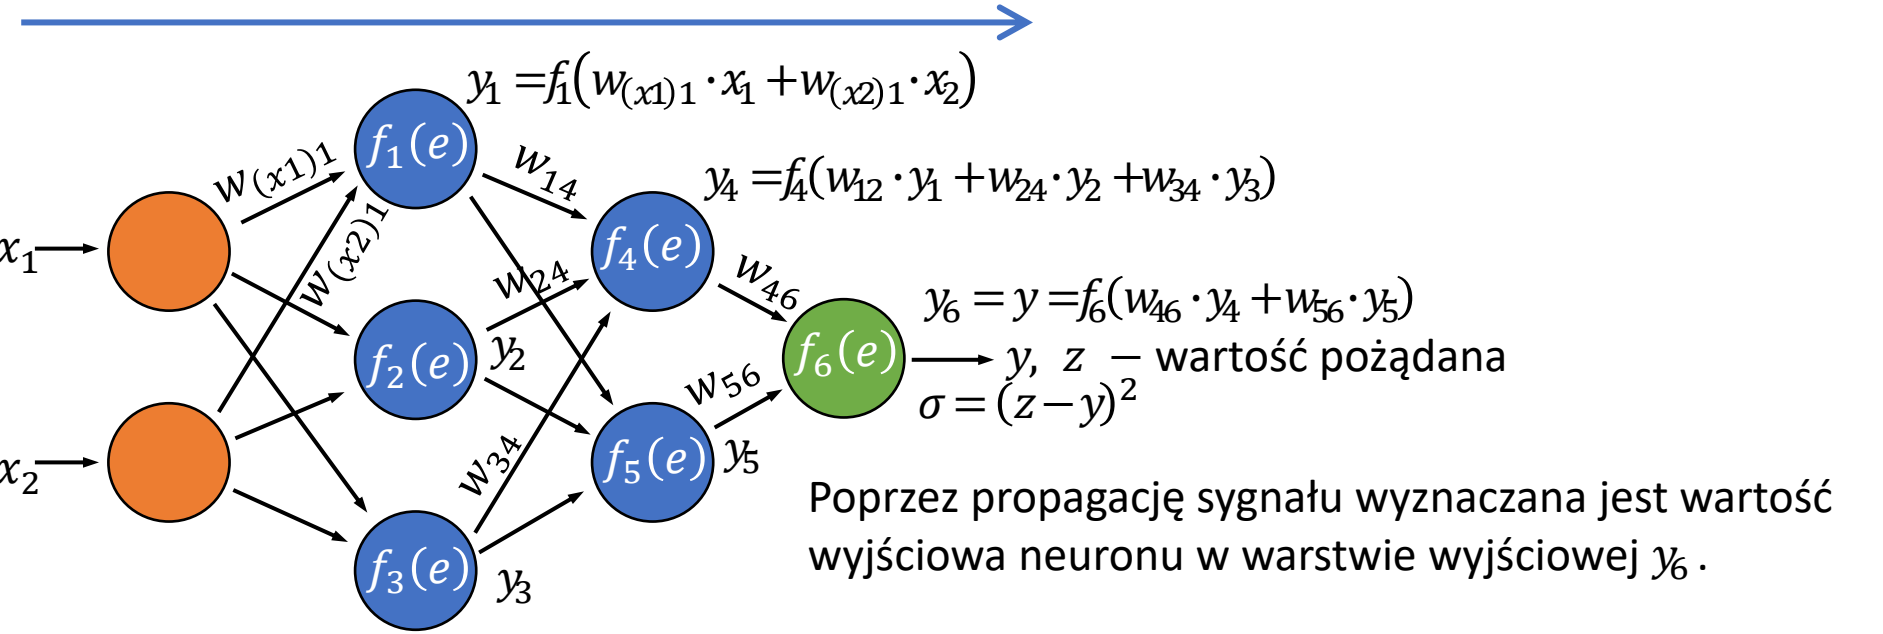 y₁ = f₁(w₍ₓ₁₎₁ · x₁ + w₍ₓ₂₎₁ · x₂)
f₁(e)
w₍ₓ₁₎₁
w₁₄
y₄ = f₄(w₁₂ · y₁ + w₂₄ · y₂ + w₃₄ · y₃)
w₍ₓ₂₎₁
x₁
f₄(e)
w₂₄
w₄₆
y₆ = y = f₆(w₄₆ · y₄ + w₅₆ · y₅)
f₂(e)
y₂
f₆(e)
y, z – wartość pożądana
w₅₆
σ = (z – y)²
x₂
w₃₄
f₅(e)
y₅
Poprzez propagację sygnału wyznaczana jest wartość
wyjściowa neuronu w warstwie wyjściowej y₆ .
f₃(e)
y₃